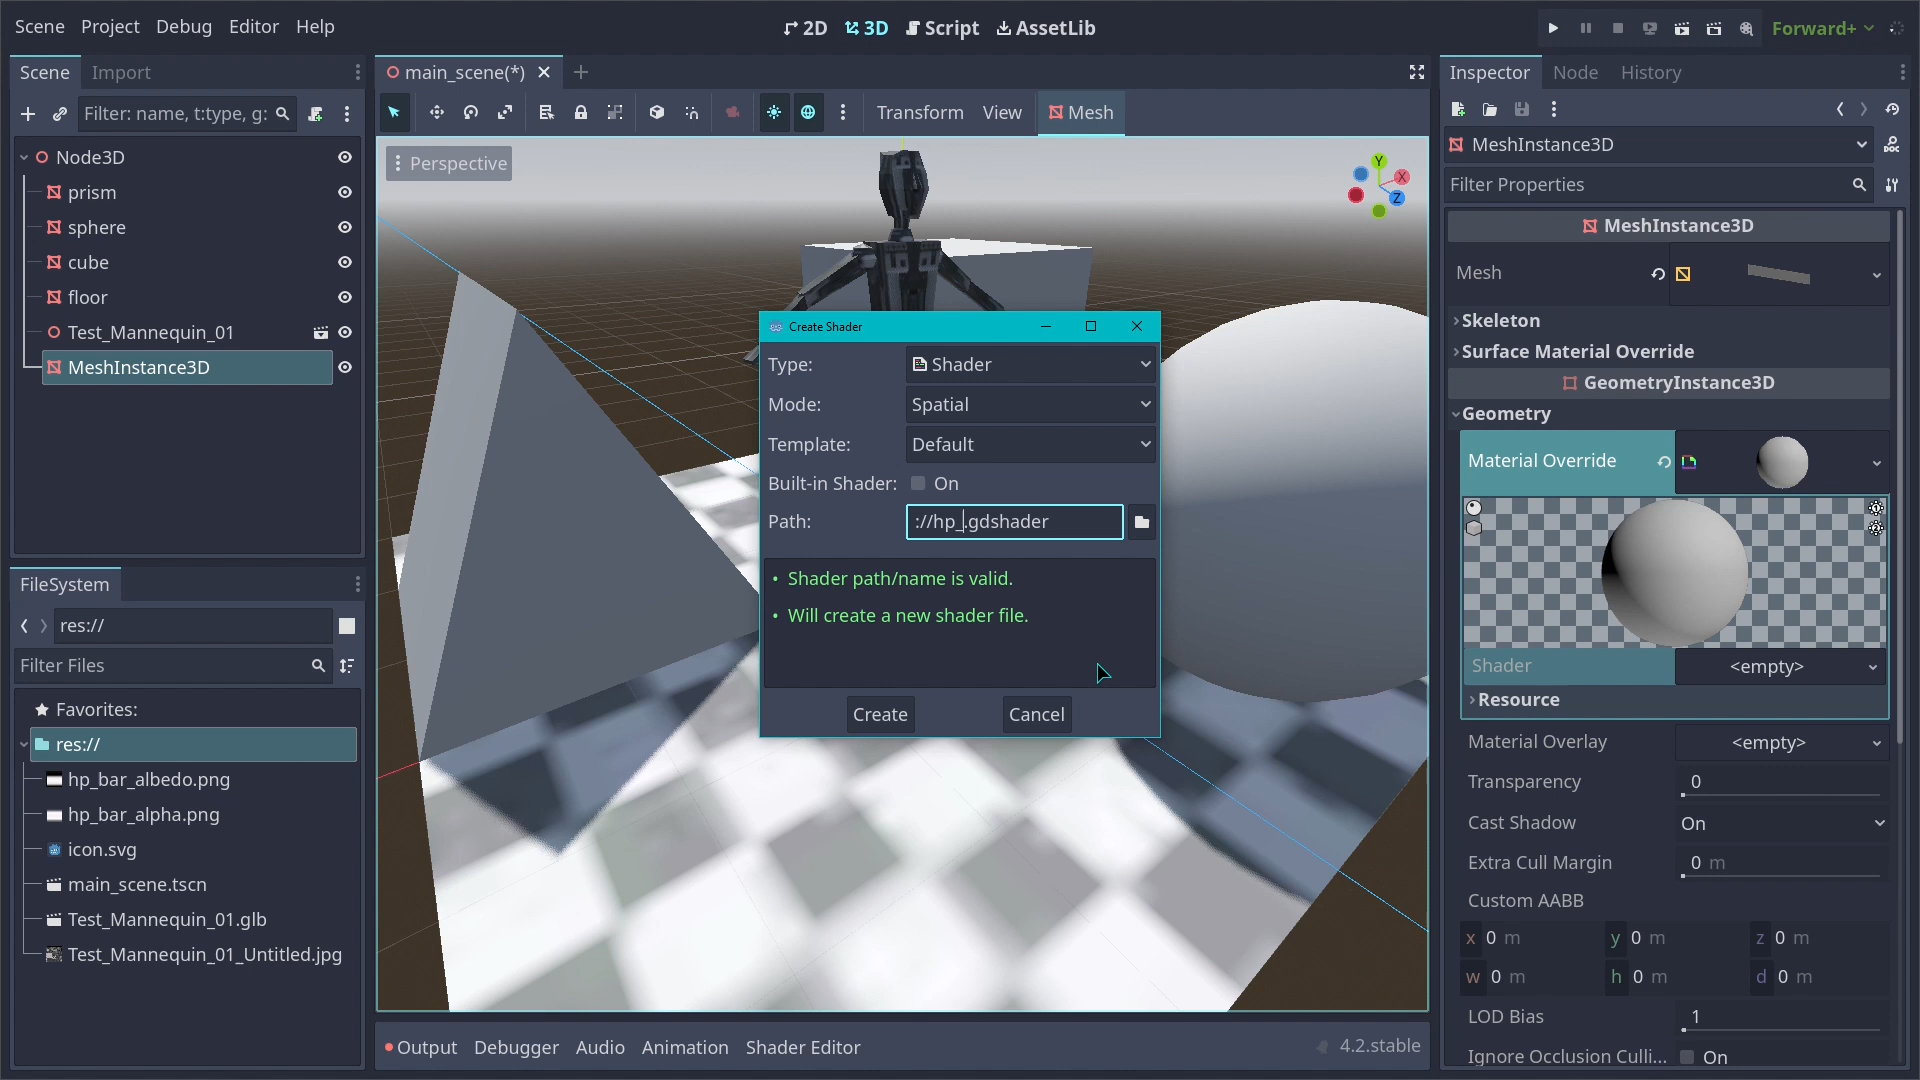 Scene Project Debug Editor Help
2D 3D Script AssetLib
Forward+
Scene Import
Filter: name, t:type, g:
Node3D
prism
sphere
cube
floor
Test_Mannequin_01
MeshInstance3D
FileSystem
res://
Filter Files
Favorites:
res://
hp_bar_albedo.png
hp_bar_alpha.png
icon.svg
main_scene.tscn
Test_Mannequin_01.glb
Test_Mannequin_01_Untitled.jpg
main_scene(*)
Transform View Mesh
Perspective
Y
X
Z
Create Shader
Type: Shader
Mode: Spatial
Template: Default
Built-in Shader: On
Path: ://hp_.gdshader
• Shader path/name is valid.
• Will create a new shader file.
Create Cancel
Output Debugger Audio Animation Shader Editor
4.2.stable
Inspector Node History
MeshInstance3D
Filter Properties
MeshInstance3D
Mesh
Skeleton
Surface Material Override
GeometryInstance3D
Geometry
Material Override
Shader <empty>
Resource
Material Overlay <empty>
Transparency 0
Cast Shadow On
Extra Cull Margin 0 m
Custom AABB
x 0 m y 0 m z 0 m
w 0 m h 0 m d 0 m
LOD Bias 1
Ignore Occlusion Culli... On